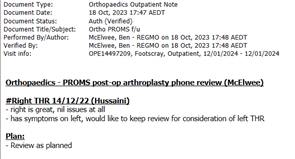 Document Type: Orthopaedics Outpatient Note
Document Date: 18 Oct, 2023 17:47 AEDT
Document Status: Auth (Verified)
Document Title/Subject: Ortho PROMS f/u
Performed By/Author: McElwee, Ben - REGMO on 18 Oct, 2023 17:48 AEDT
Verified By: McElwee, Ben - REGMO on 18 Oct, 2023 17:48 AEDT
Visit info: OPE14497209, Footscray, Outpatient, 12/01/2024 - 12/01/2024
Orthopaedics - PROMS post-op arthroplasty phone review (McElwee)
#Right THR 14/12/22 (Hussaini)
- right is great, nil issues at all
- has symptoms on left, would like to keep review for consideration of left THR
Plan:
- Review as planned